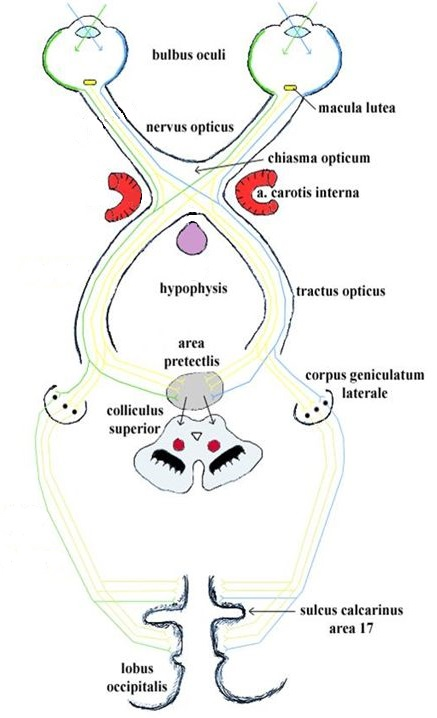 bulbus oculi
macula lutea
nervus opticus
chiasma opticum
a. carotis interna
hypophysis
tractus opticus
area
pretectlis
corpus geniculatum
laterale
colliculus
superior
sulcus calcarinus
area 17
lobus
occipitalis